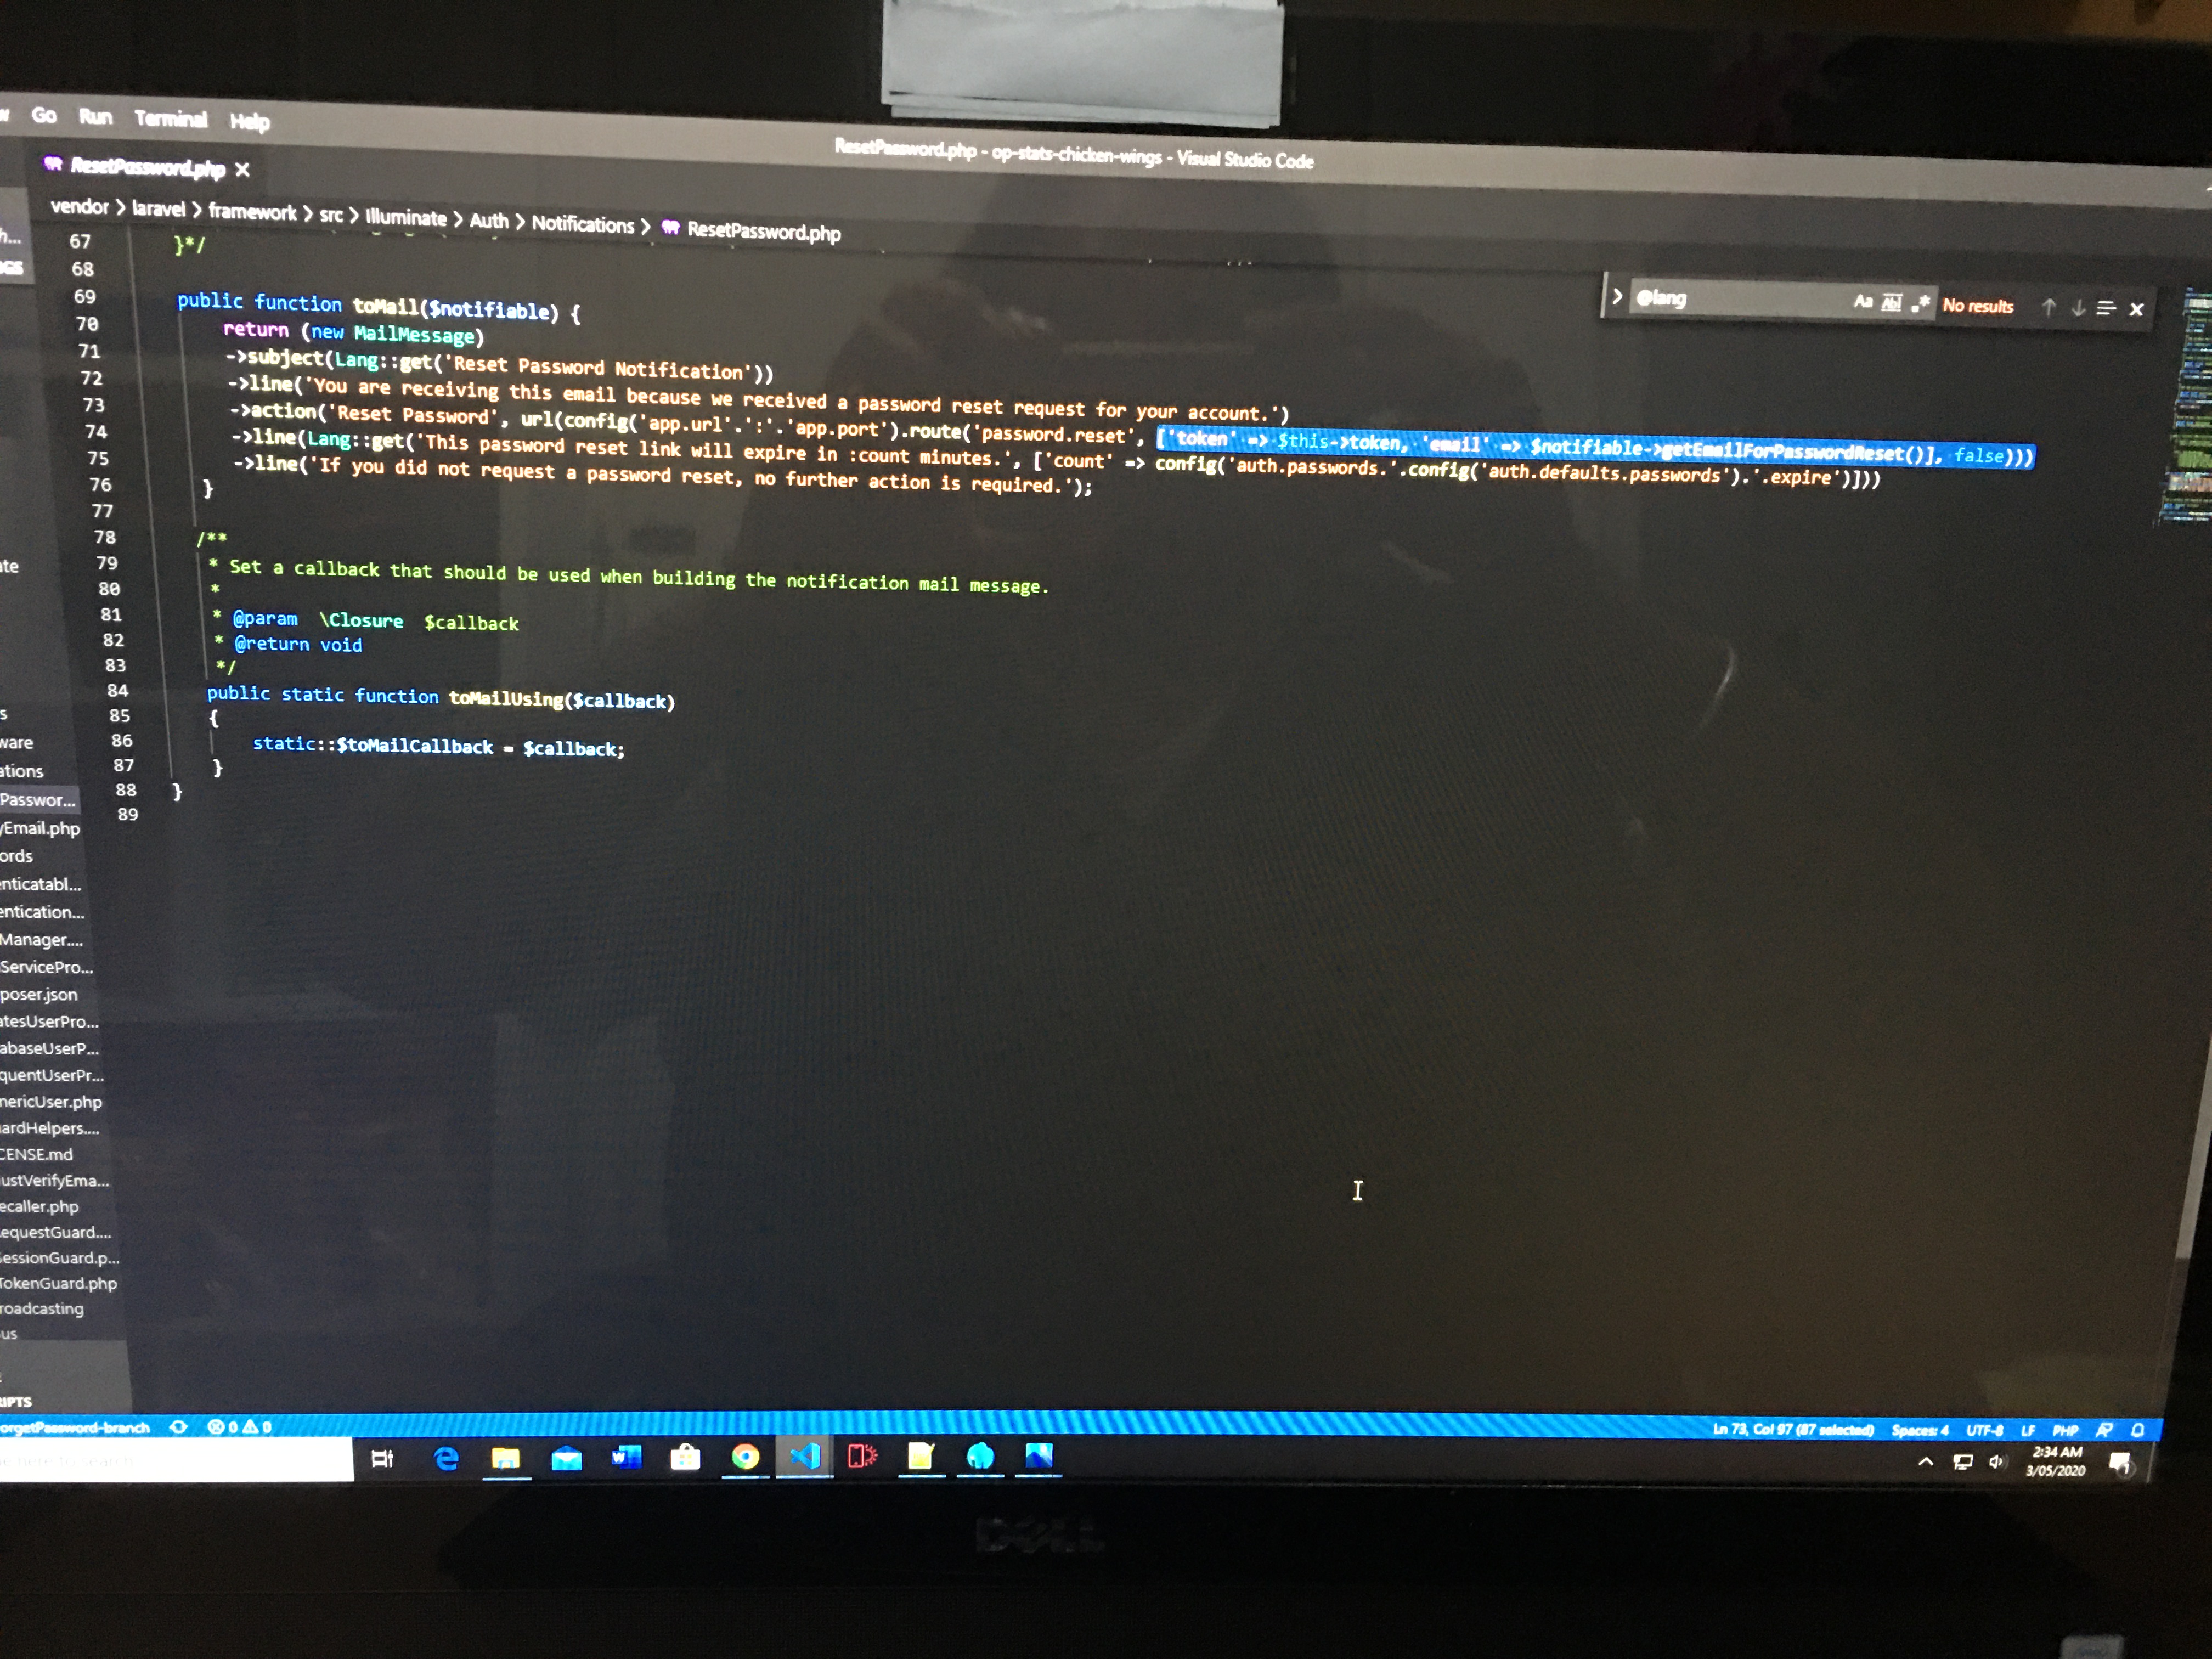 Go Run Terminal Help
ResetPassword.php - op-stats-chicken-wings - Visual Studio Code
ResetPassword.php
vendor > laravel > framework > src > Illuminate > Auth > Notifications > ResetPassword.php
@lang
Aa Abl .* No results
67 }*/
68
69 public function toMail($notifiable) {
70 return (new MailMessage)
71 ->subject(Lang::get('Reset Password Notification'))
72 ->line('You are receiving this email because we received a password reset request for your account.')
73 ->action('Reset Password', url(config('app.url'.':'.'app.port').route('password.reset', ['token' => $this->token, 'email' => $notifiable->getEmailForPasswordReset()], false)))
74 ->line(Lang::get('This password reset link will expire in :count minutes.', ['count' => config('auth.passwords.'.config('auth.defaults.passwords').'.expire')]))
75 ->line('If you did not request a password reset, no further action is required.');
76 }
77
78 /**
79 * Set a callback that should be used when building the notification mail message.
80 *
81 * @param \Closure $callback
82 * @return void
83 */
84 public static function toMailUsing($callback)
85 {
86 static::$toMailCallback = $callback;
87 }
88 }
89
h...
GS
ate
s
ware
ations
Passwor...
yEmail.php
ords
enticatabl...
entication...
Manager....
ServicePro...
poser.json
atesUserPro...
abaseUserP...
quentUserPr...
nericUser.php
ardHelpers....
CENSE.md
ustVerifyEma...
ecaller.php
equestGuard....
essionGuard.p...
TokenGuard.php
roadcasting
us
IPTS
orgetPassword-branch 0 0
Ln 73, Col 97 (87 selected) Spaces: 4 UTF-8 LF PHP
e here to search
2:34 AM
3/05/2020
1
DELL